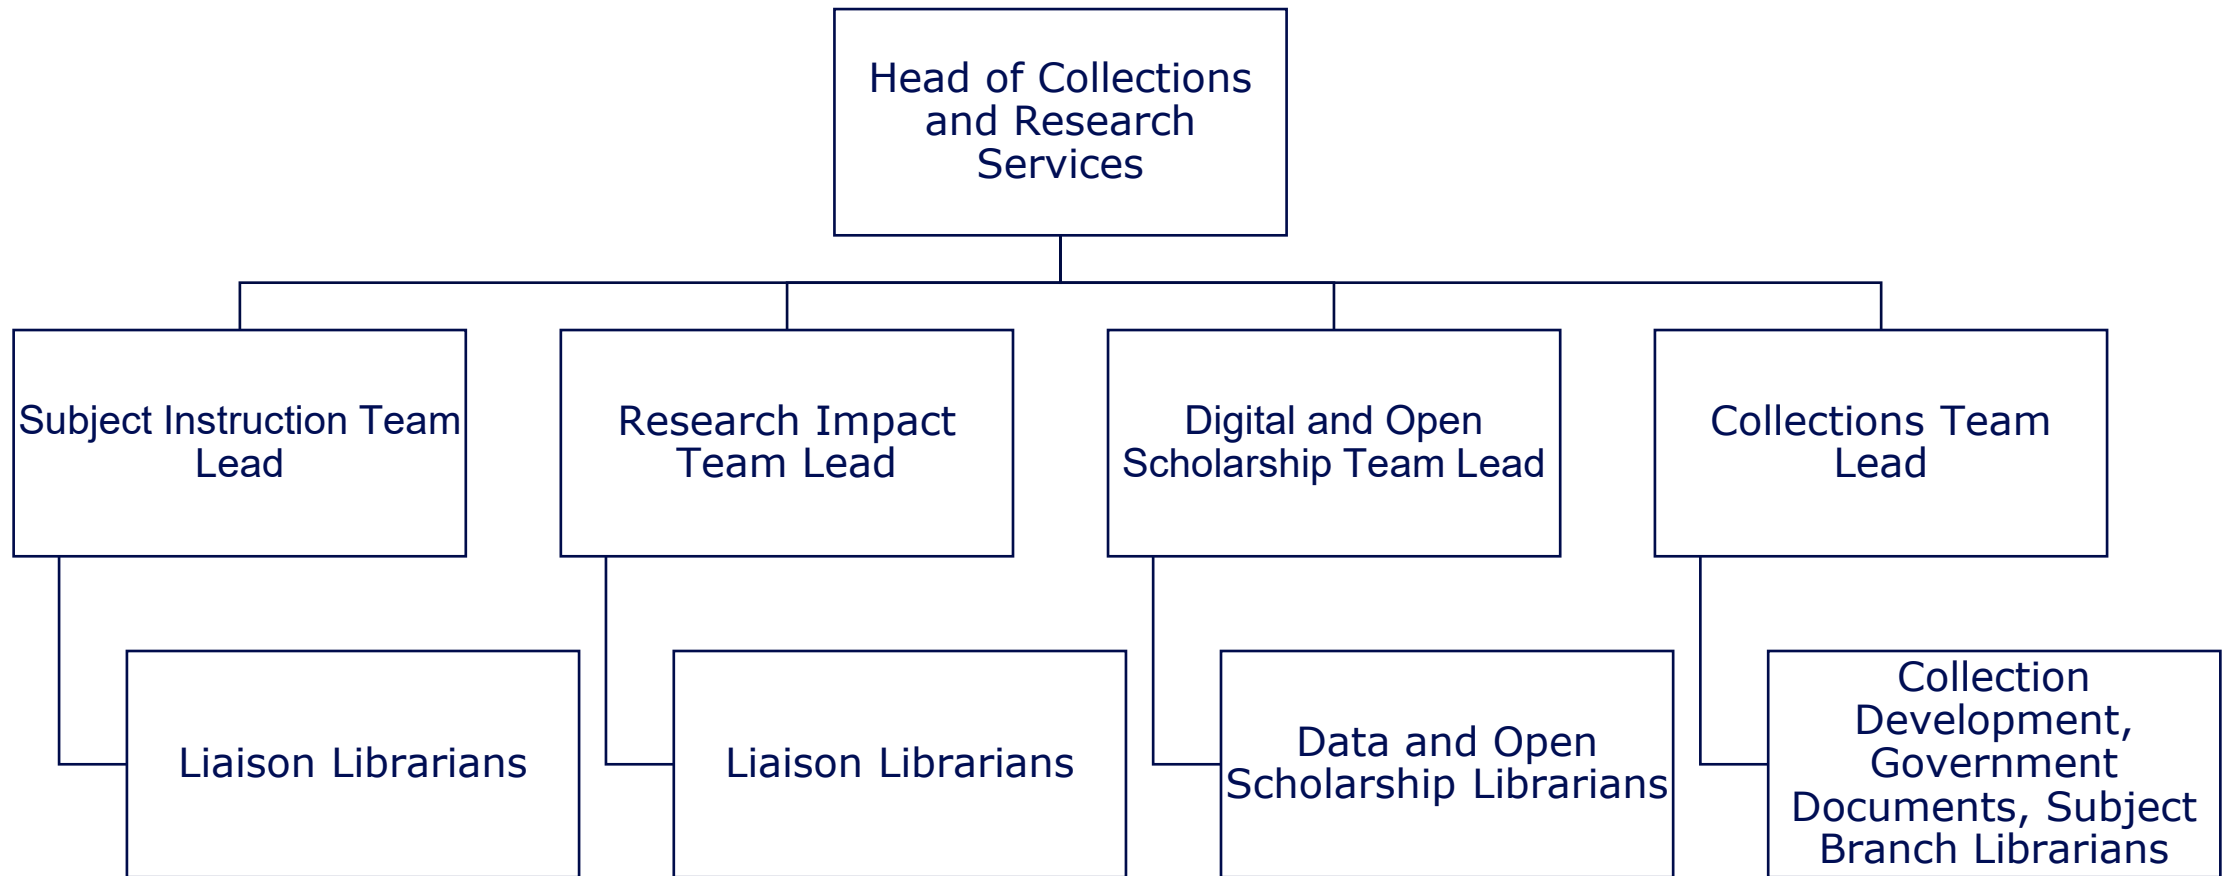 Head of Collections
and Research
Services
Subject Instruction Team
Lead
Research Impact
Team Lead
Digital and Open
Scholarship Team Lead
Collections Team
Lead
Liaison Librarians
Liaison Librarians
Data and Open
Scholarship Librarians
Collection
Development,
Government
Documents, Subject
Branch Librarians